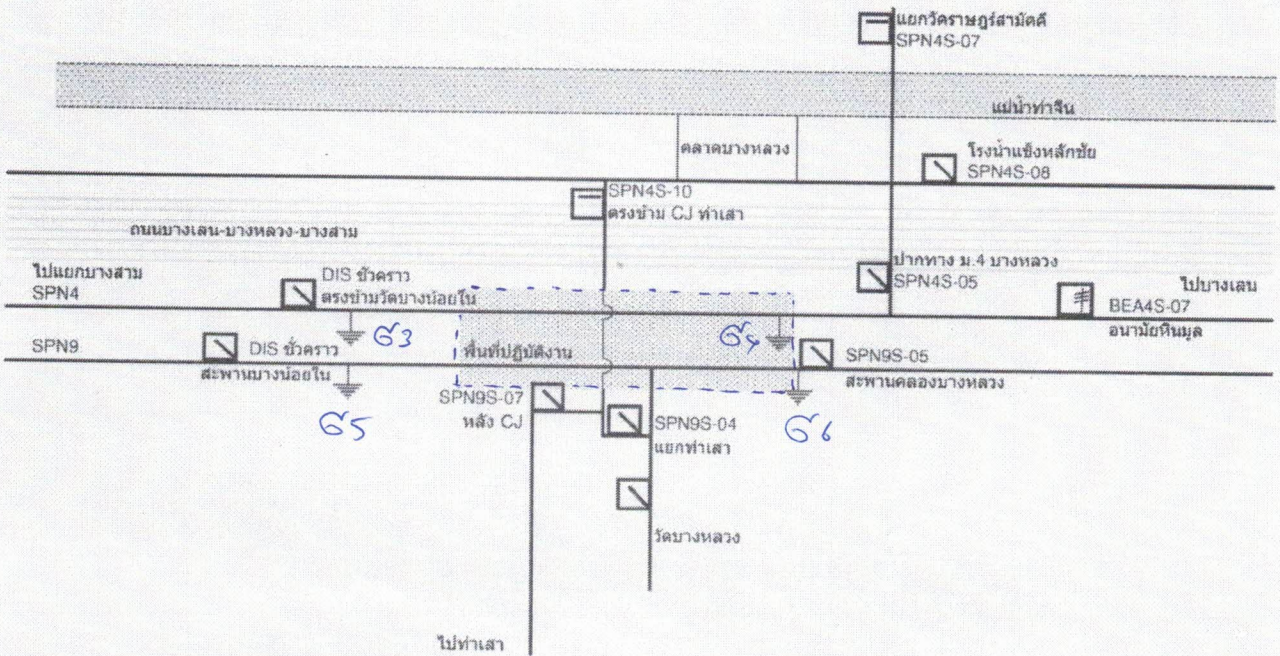 แยกวัดราษฎร์สามัคคี
SPN4S-07
แม่น้ำท่าจีน
ตลาดบางหลวง
โรงน้ำแข็งหลักชัย
SPN4S-08
SPN4S-10
ตรงข้าม CJ ท่าเสา
ถนนบางเลน-บางหลวง-บางสาม
ปากทาง ม.4 บางหลวง
SPN4S-05
ไปแยกบางสาม
SPN4
DIS ชั่วคราว
ตรงข้ามวัดบางน้อยใน
ไปบางเลน
BEA4S-07
อนามัยหินมูล
G3
G4
SPN9
DIS ชั่วคราว
สะพานบางน้อยใน
พื้นที่ปฏิบัติงาน
SPN9S-05
สะพานคลองบางหลวง
G5
SPN9S-07
หลัง CJ
SPN9S-04
แยกท่าเสา
G6
วัดบางหลวง
ไปท่าเสา